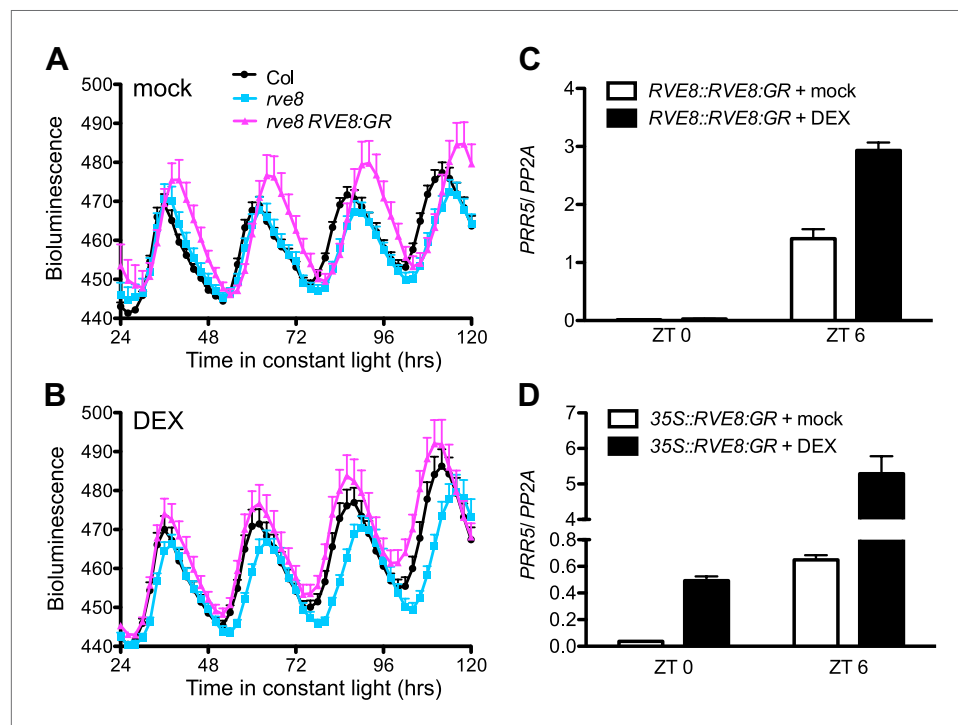 A
mock
Col
rve8
rve8 RVE8:GR
500
490
480
470
460
450
440
Bioluminescence
24 48 72 96 120
Time in constant light (hrs)
B
DEX
500
490
480
470
460
450
440
Bioluminescence
24 48 72 96 120
Time in constant light (hrs)
C
RVE8::RVE8:GR + mock
RVE8::RVE8:GR + DEX
4
3
2
1
0
PRR5/ PP2A
ZT 0 ZT 6
D
35S::RVE8:GR + mock
35S::RVE8:GR + DEX
7
6
5
4
0.8
0.6
0.4
0.2
0.0
PRR5/ PP2A
ZT 0 ZT 6